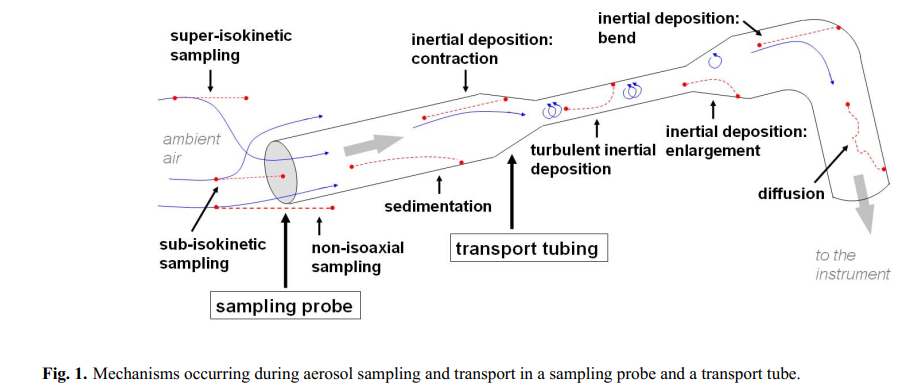 super-isokinetic
sampling
inertial deposition:
contraction
inertial deposition:
bend
ambient
air
turbulent inertial
deposition
inertial deposition:
enlargement
sedimentation
diffusion
sub-isokinetic
sampling
non-isoaxial
sampling
transport tubing
sampling probe
to the
instrument
Fig. 1. Mechanisms occurring during aerosol sampling and transport in a sampling probe and a transport tube.